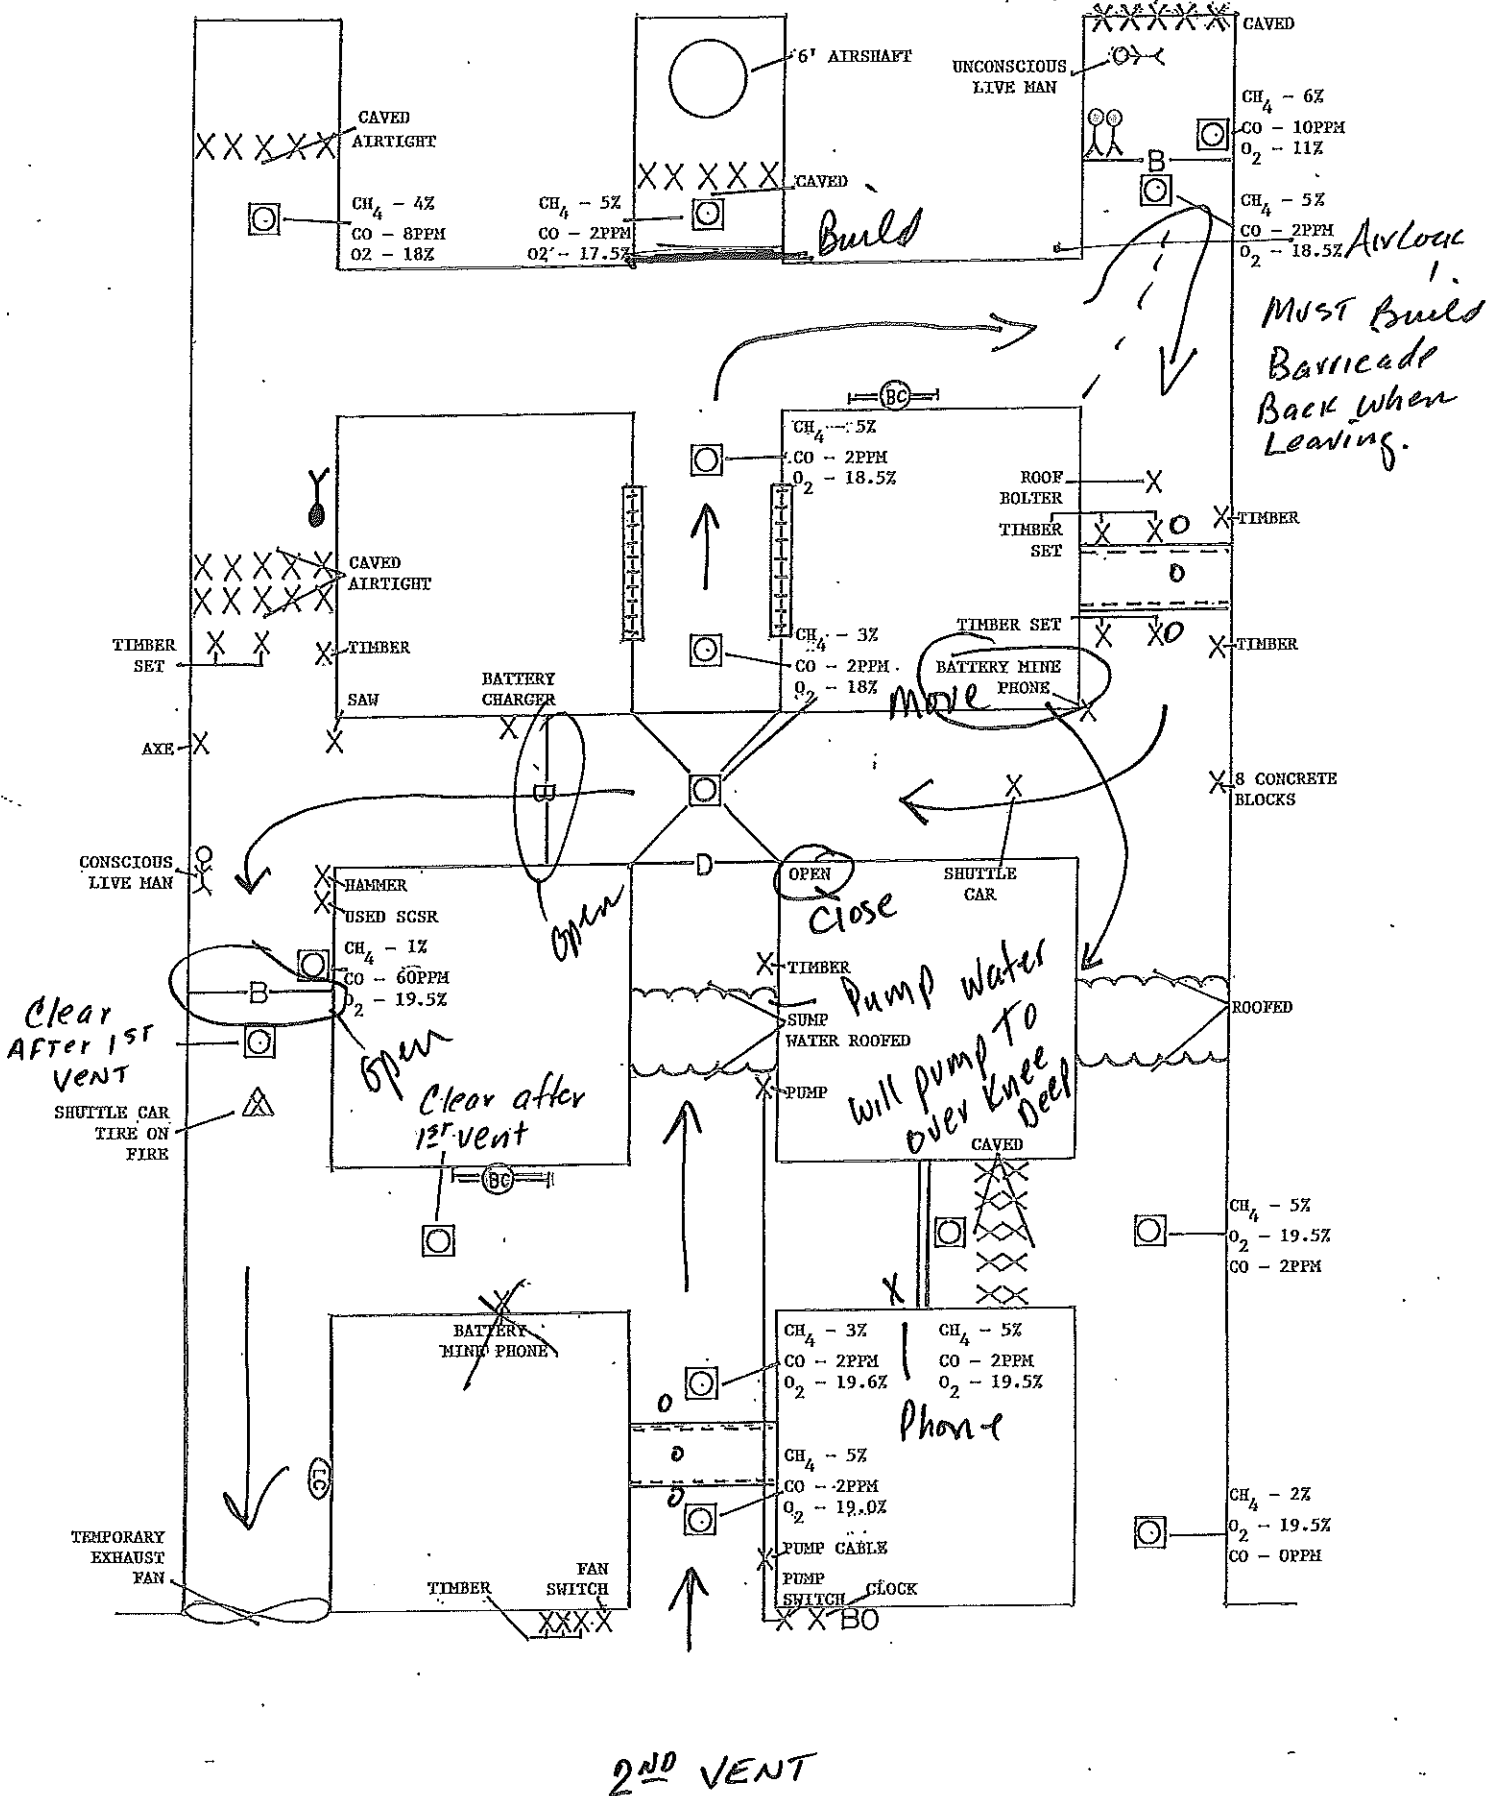 CAVED
6' AIRSHAFT
UNCONSCIOUS
LIVE MAN
CH4 - 6%
CO - 10PPM
O2 - 11%
CAVED
AIRTIGHT
B
CAVED
CH4 - 4%
CO - 8PPM
O2 - 18%
CH4 - 5%
CO - 2PPM
O2 - 17.5%
Build
CH4 - 5%
CO - 2PPM
O2 - 18.5%
AirLock
MUST Build
Barricade
Back when
Leaving.
BC
CH4 - 5%
CO - 2PPM
O2 - 18.5%
ROOF
BOLTER
TIMBER
SET
TIMBER
CAVED
AIRTIGHT
TIMBER
SET
TIMBER
SAW
BATTERY
CHARGER
CH4 - 3%
CO - 2PPM
O2 - 18%
TIMBER SET
TIMBER
BATTERY MINE
PHONE
Move
AXE
B
8 CONCRETE
BLOCKS
CONSCIOUS
LIVE MAN
HAMMER
USED SCSR
D
OPEN
Close
SHUTTLE
CAR
open
CH4 - 1%
CO - 60PPM
O2 - 19.5%
B
open
Clear
AFTer 1ST
VENT
SHUTTLE CAR
TIRE ON
FIRE
Clear after
1ST vent
TIMBER
SUMP
WATER ROOFED
PUMP
Pump Water
will pump TO
over Knee
Deep
ROOFED
CAVED
BC
CH4 - 5%
O2 - 19.5%
CO - 2PPM
BATTERY
MINE PHONE
CH4 - 3%
CO - 2PPM
O2 - 19.6%
CH4 - 5%
CO - 2PPM
O2 - 19.5%
Phone
LC
CH4 - 5%
CO - 2PPM
O2 - 19.0%
CH4 - 2%
O2 - 19.5%
CO - 0PPM
TEMPORARY
EXHAUST
FAN
TIMBER
FAN
SWITCH
PUMP CABLE
PUMP
SWITCH
CLOCK
BO
2ND VENT